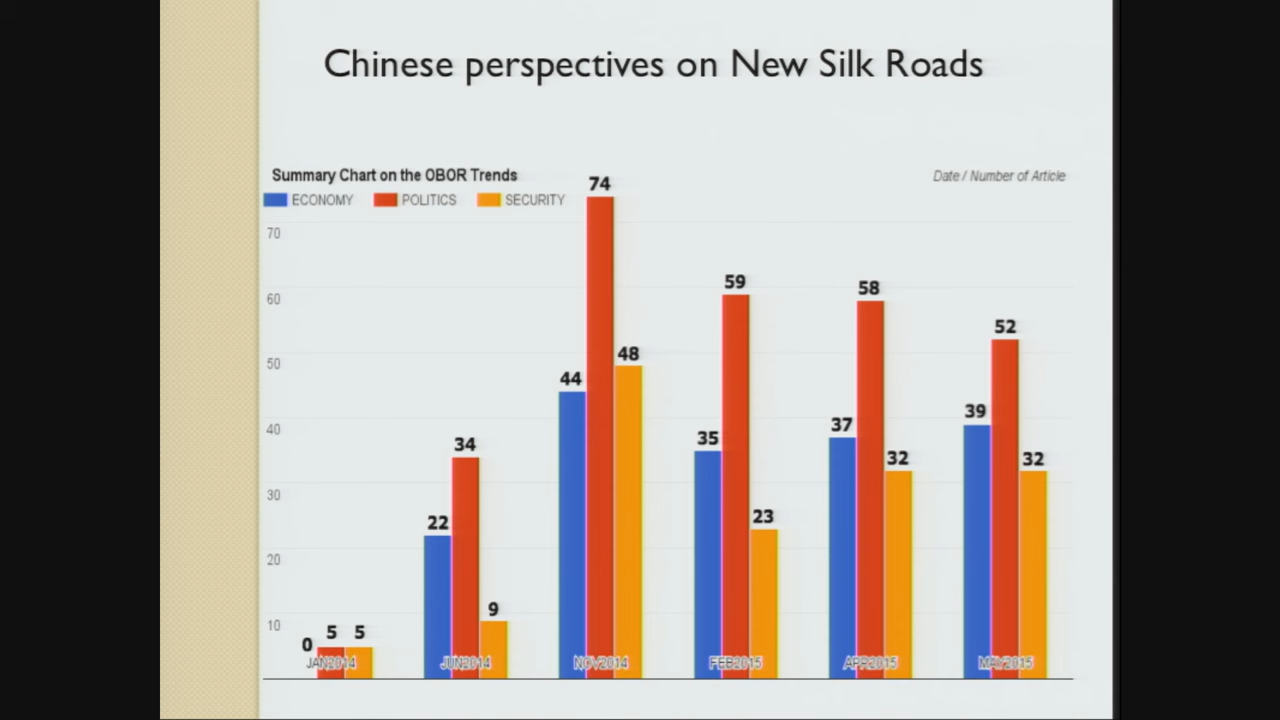 Chinese perspectives on New Silk Roads
Summary Chart on the OBOR Trends
Date / Number of Article
ECONOMY POLITICS SECURITY
70
60
50
40
30
20
10
0 5 5
22 34 9
44 74 48
35 59 23
37 58 32
39 52 32
JAN2014 JUN2014 NOV2014 FEB2015 APR2015 MAY2015